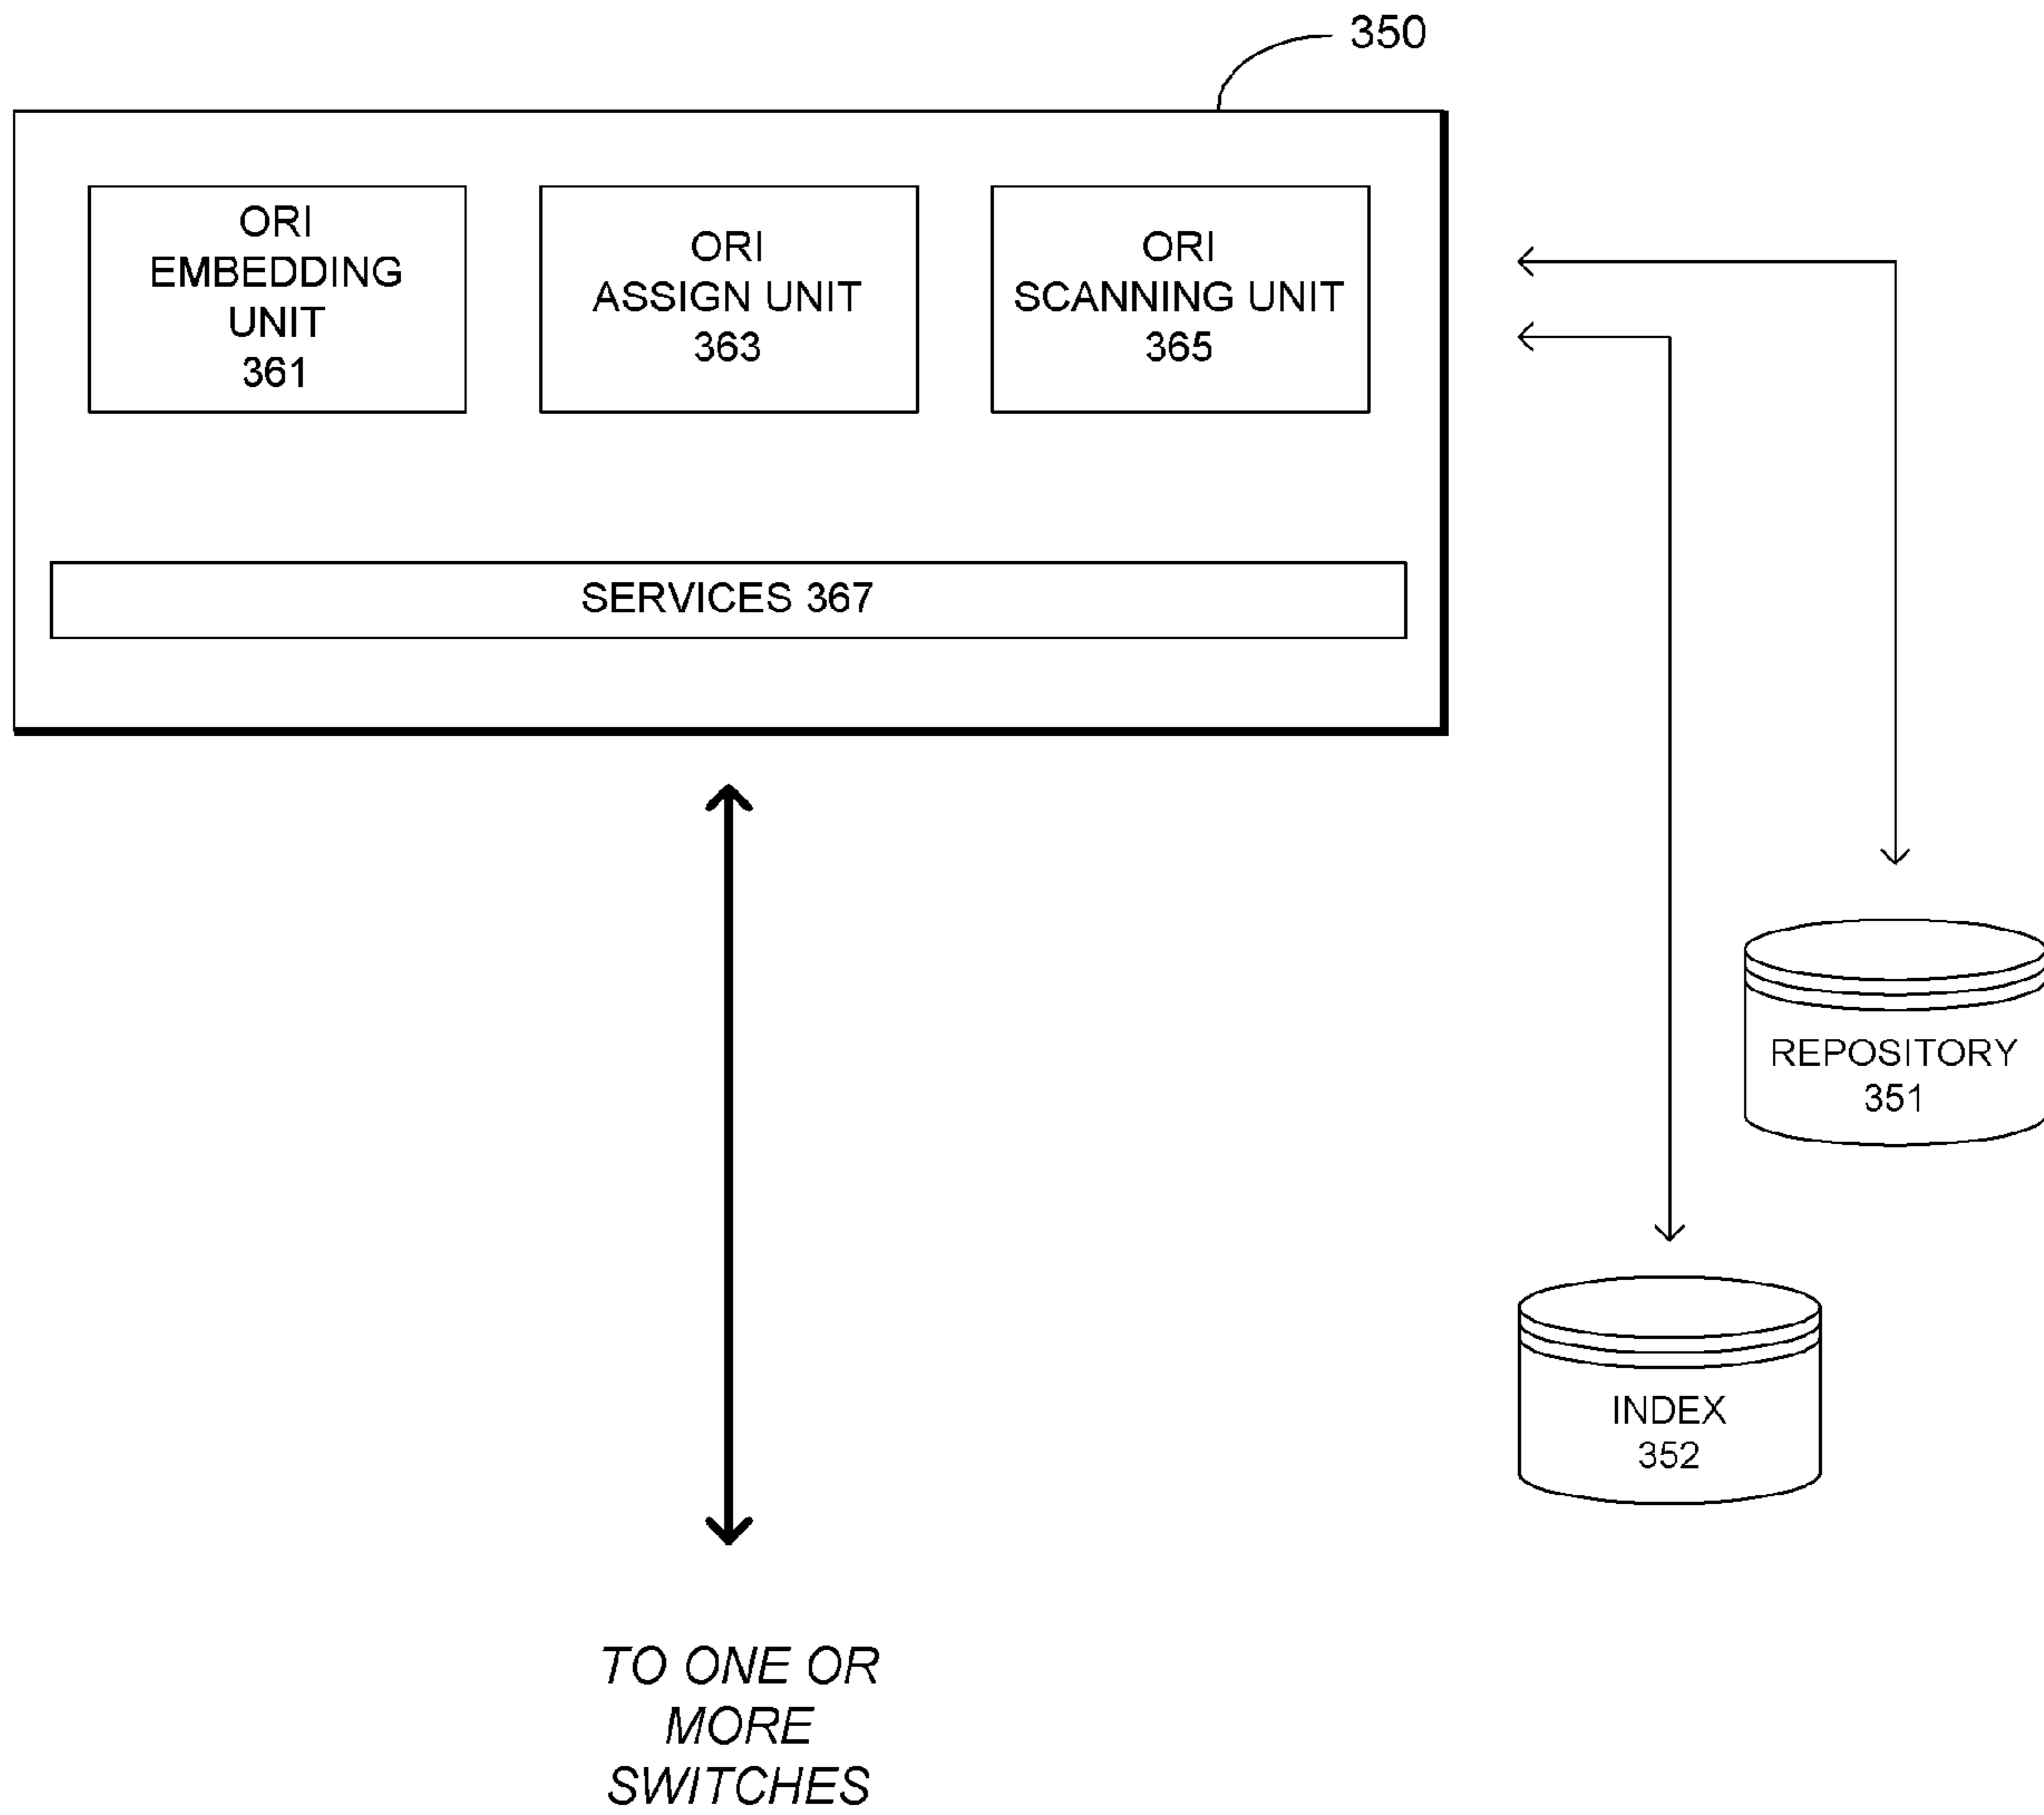 350
ORI
EMBEDDING
UNIT
361
ORI
ASSIGN UNIT
363
ORI
SCANNING UNIT
365
SERVICES 367
REPOSITORY
351
INDEX
352
TO ONE OR
MORE
SWITCHES